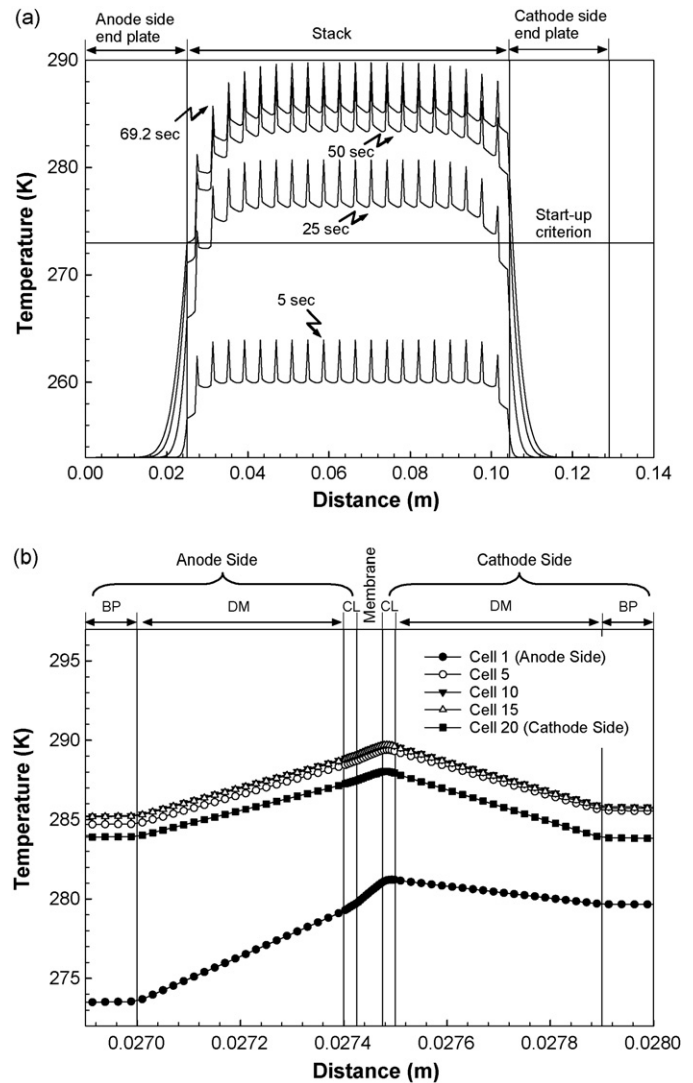 (a)
Anode side
end plate
Stack
Cathode side
end plate
290
280
270
260
Temperature (K)
69.2 sec
50 sec
25 sec
5 sec
Start-up
criterion
0.00 0.02 0.04 0.06 0.08 0.10 0.12 0.14
Distance (m)
(b)
Anode Side
Membrane
Cathode Side
BP DM CL CL DM BP
295
290
285
280
275
Temperature (K)
Cell 1 (Anode Side)
Cell 5
Cell 10
Cell 15
Cell 20 (Cathode Side)
0.0270 0.0272 0.0274 0.0276 0.0278 0.0280
Distance (m)